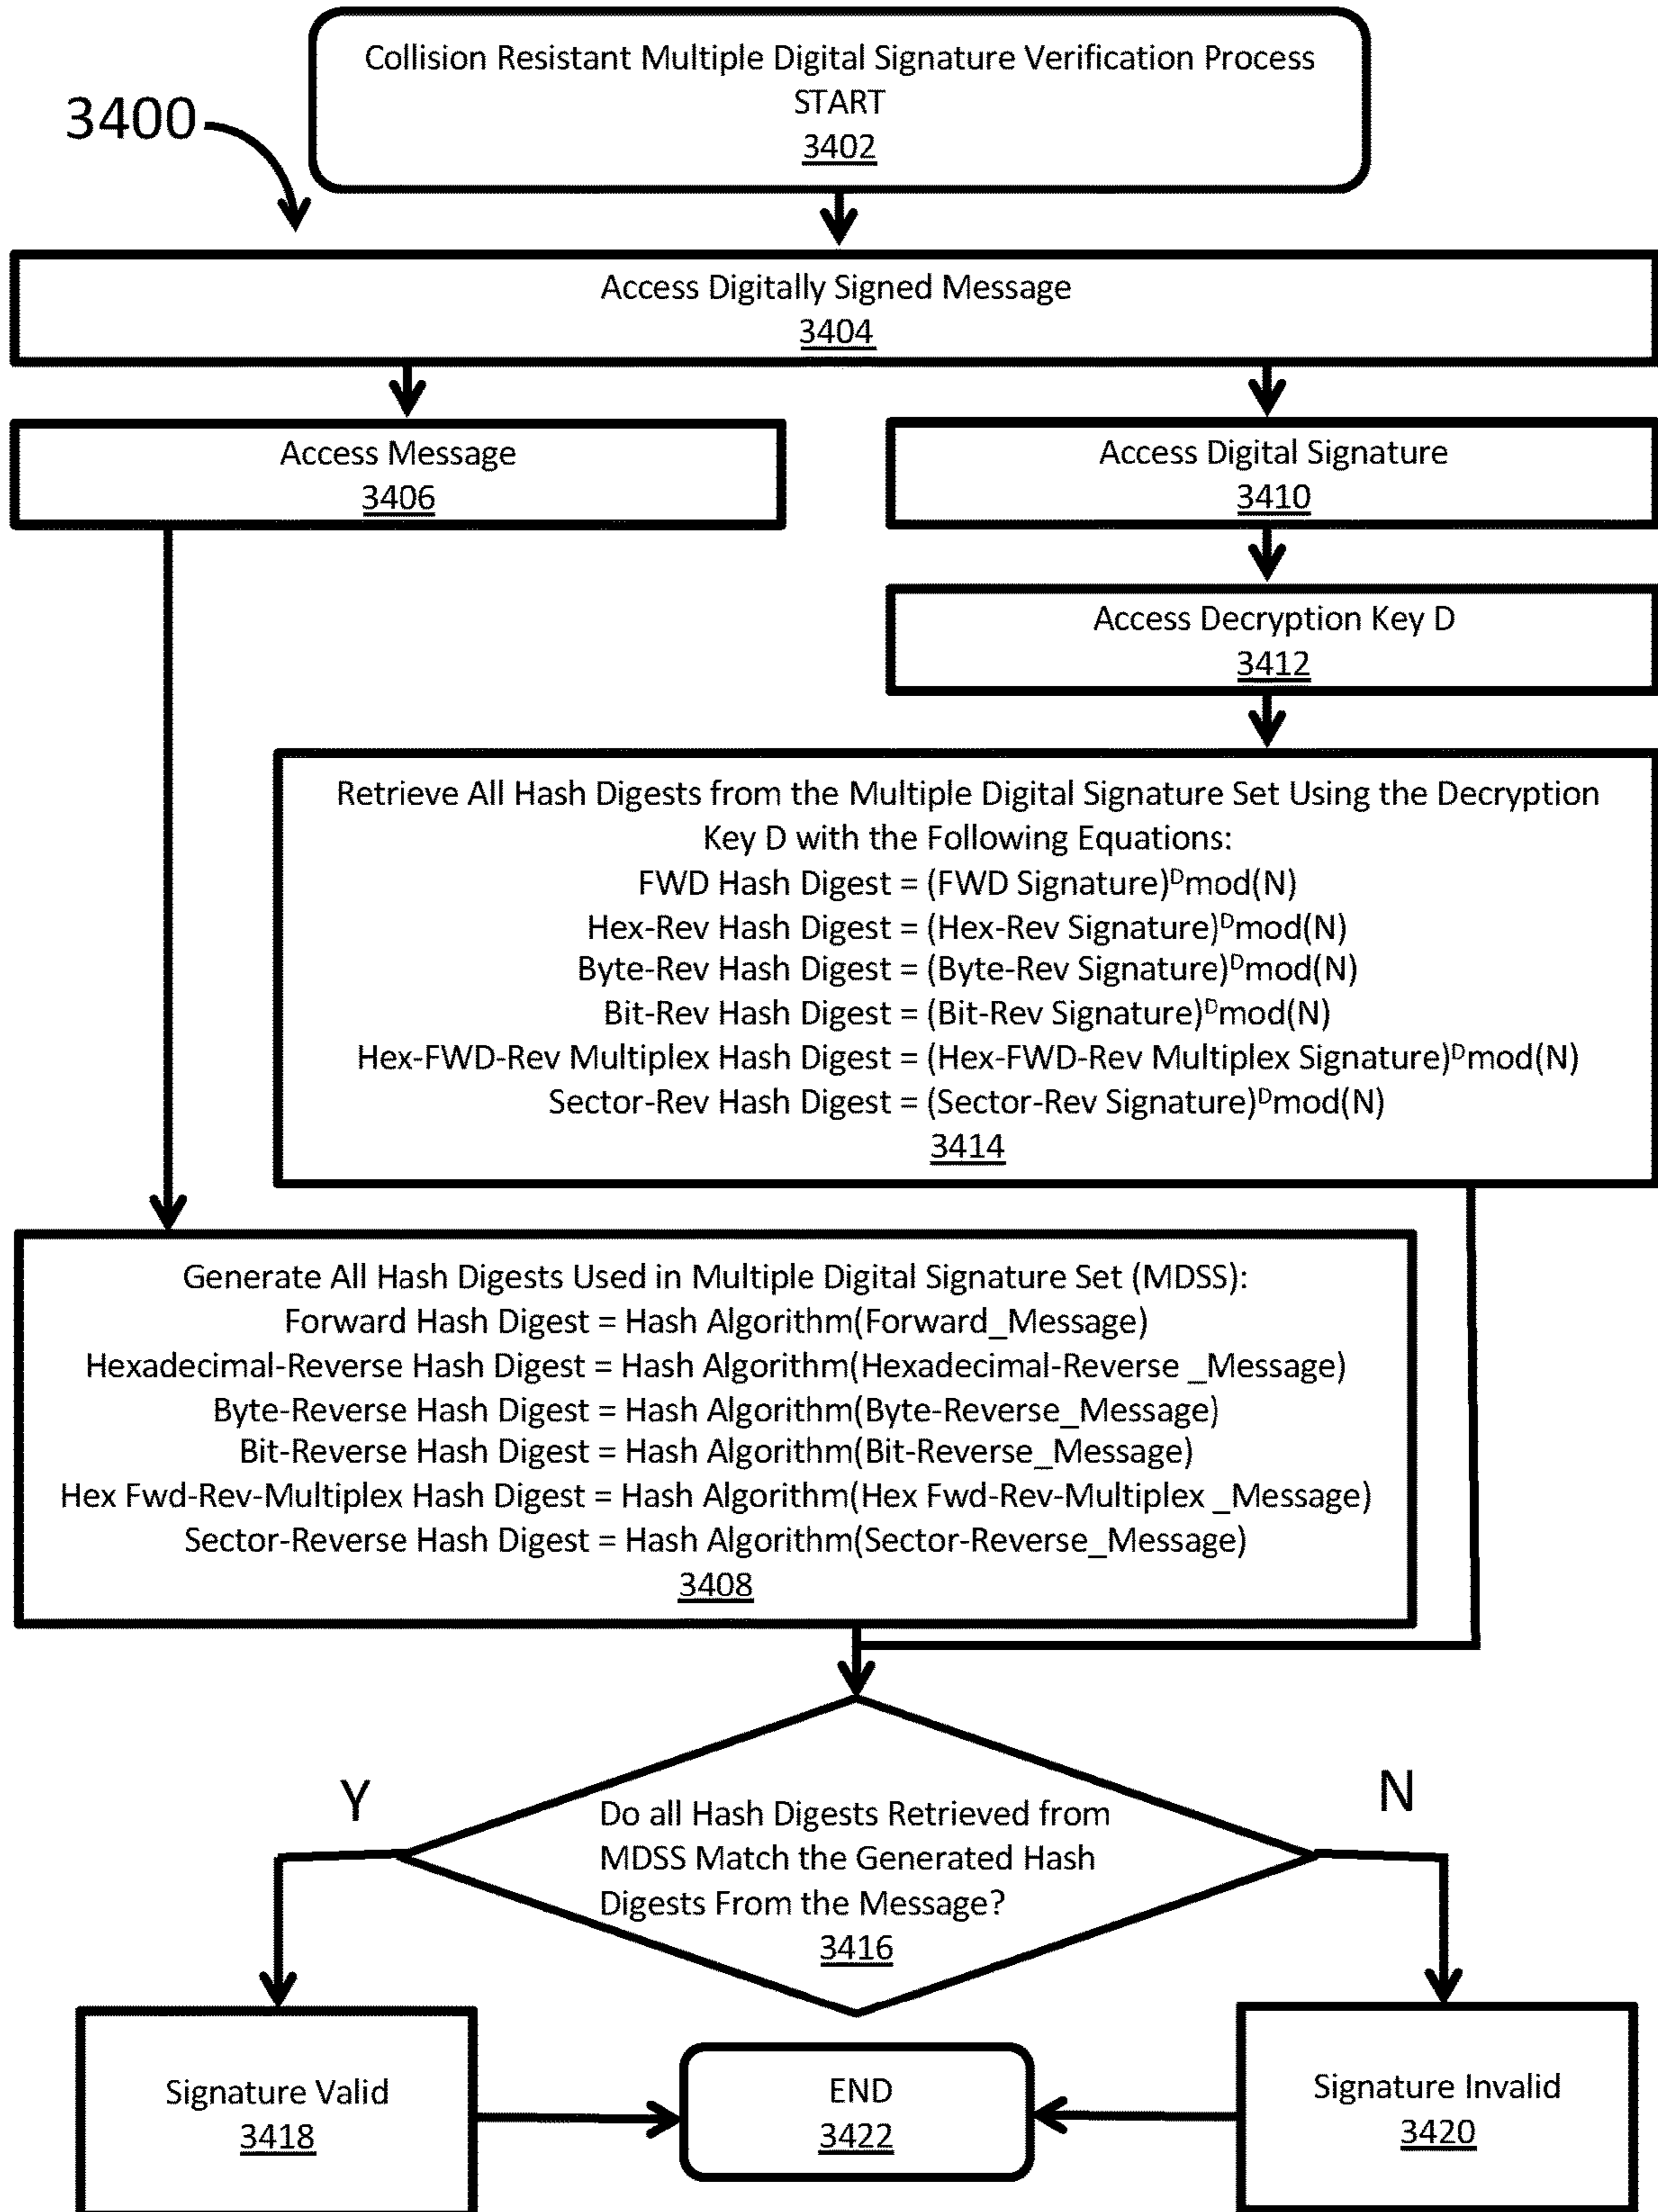 Collision Resistant Multiple Digital Signature Verification Process
START
3402
3400
Access Digitally Signed Message
3404
Access Message
3406
Access Digital Signature
3410
Access Decryption Key D
3412
Retrieve All Hash Digests from the Multiple Digital Signature Set Using the Decryption
Key D with the Following Equations:
FWD Hash Digest = (FWD Signature)ᴰmod(N)
Hex-Rev Hash Digest = (Hex-Rev Signature)ᴰmod(N)
Byte-Rev Hash Digest = (Byte-Rev Signature)ᴰmod(N)
Bit-Rev Hash Digest = (Bit-Rev Signature)ᴰmod(N)
Hex-FWD-Rev Multiplex Hash Digest = (Hex-FWD-Rev Multiplex Signature)ᴰmod(N)
Sector-Rev Hash Digest = (Sector-Rev Signature)ᴰmod(N)
3414
Generate All Hash Digests Used in Multiple Digital Signature Set (MDSS):
Forward Hash Digest = Hash Algorithm(Forward_Message)
Hexadecimal-Reverse Hash Digest = Hash Algorithm(Hexadecimal-Reverse _Message)
Byte-Reverse Hash Digest = Hash Algorithm(Byte-Reverse_Message)
Bit-Reverse Hash Digest = Hash Algorithm(Bit-Reverse_Message)
Hex Fwd-Rev-Multiplex Hash Digest = Hash Algorithm(Hex Fwd-Rev-Multiplex _Message)
Sector-Reverse Hash Digest = Hash Algorithm(Sector-Reverse_Message)
3408
Y
N
Do all Hash Digests Retrieved from
MDSS Match the Generated Hash
Digests From the Message?
3416
Signature Valid
3418
END
3422
Signature Invalid
3420